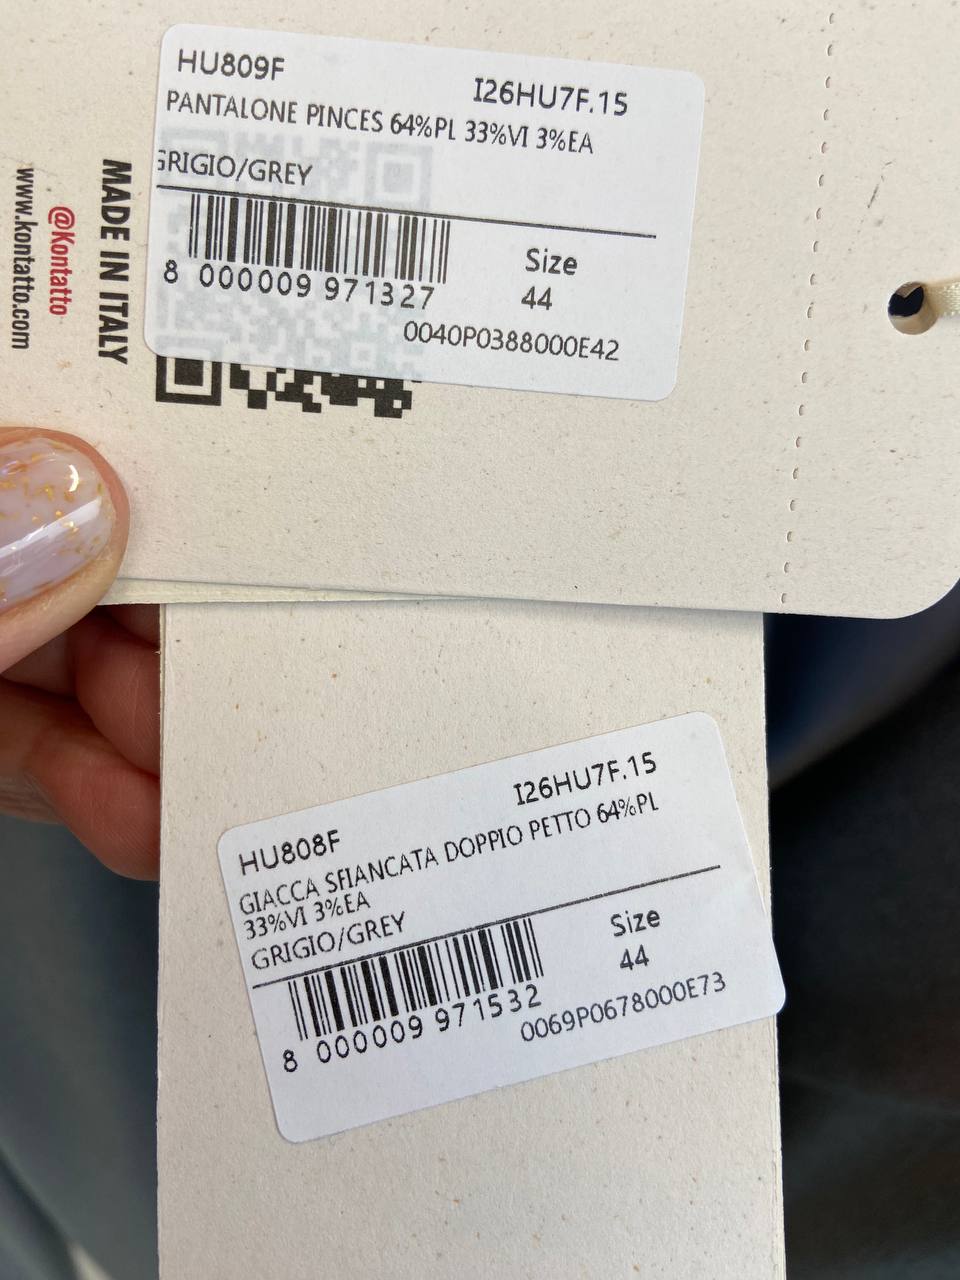 HU809F
I26HU7F.15
PANTALONE PINCES 64%PL 33%VI 3%EA
GRIGIO/GREY
8 000009 971327
Size
44
0040P0388000E42
MADE IN ITALY
@Kontatto
www.kontatto.com
I26HU7F.15
HU808F
GIACCA SFIANCATA DOPPIO PETTO 64%PL
33%VI 3%EA
GRIGIO/GREY
8 000009 971532
Size
44
0069P0678000E73